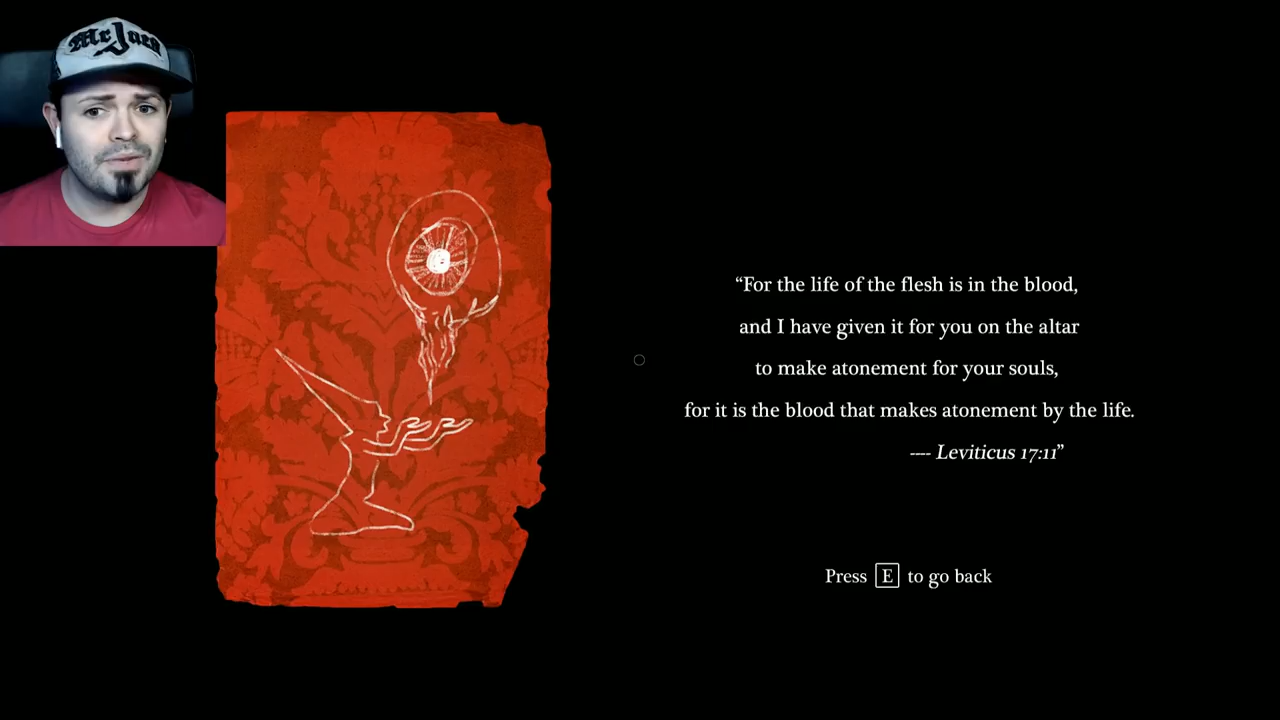 Mr Jaes
“For the life of the flesh is in the blood,
and I have given it for you on the altar
to make atonement for your souls,
for it is the blood that makes atonement by the life.
---- Leviticus 17:11”
Press E to go back